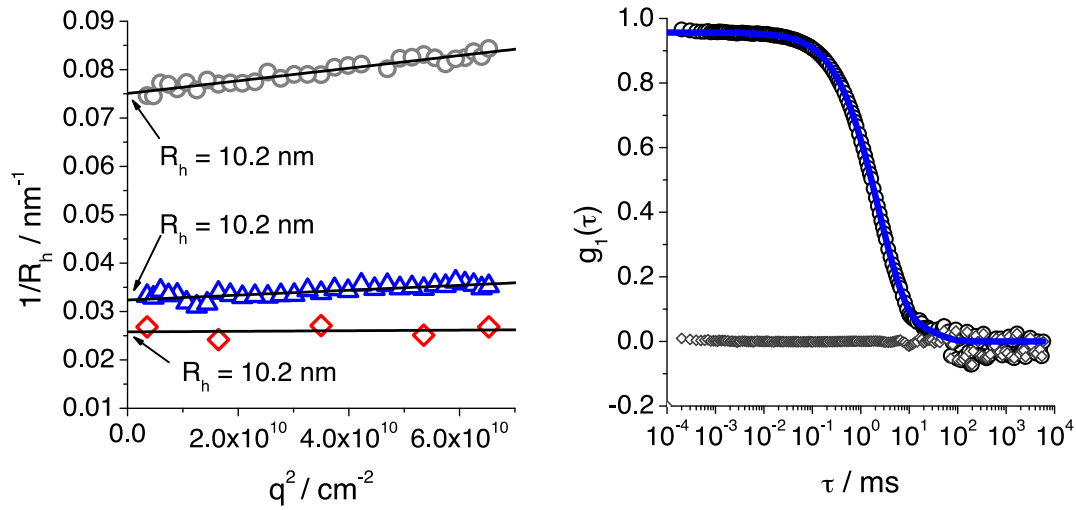 0.09
0.08
0.07
0.06
0.05
0.04
0.03
0.02
0.01
1/R_h / nm^-1
R_h = 10.2 nm
R_h = 10.2 nm
R_h = 10.2 nm
0.0 2.0x10^10 4.0x10^10 6.0x10^10
q^2 / cm^-2
1.0
0.8
0.6
0.4
0.2
0.0
-0.2
g_1(τ)
10^-4 10^-3 10^-2 10^-1 10^0 10^1 10^2 10^3 10^4
τ / ms